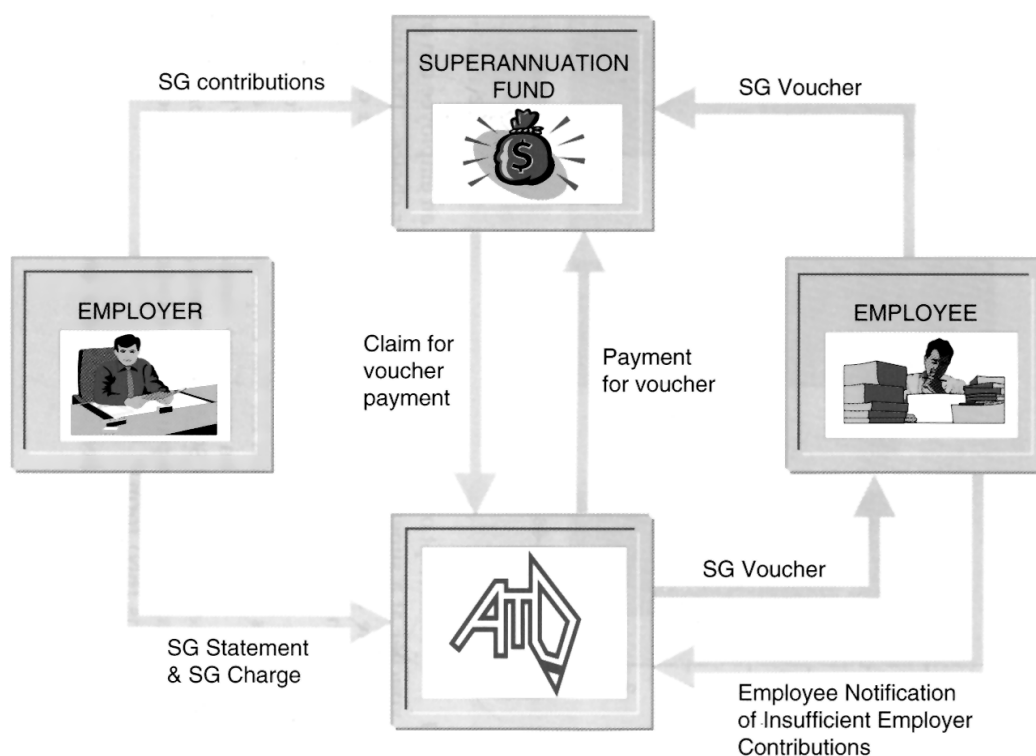 SUPERANNUATION
FUND
$
SG contributions
SG Voucher
EMPLOYER
EMPLOYEE
Claim for
voucher
payment
Payment
for voucher
ATO
SG Voucher
SG Statement
& SG Charge
Employee Notification
of Insufficient Employer
Contributions